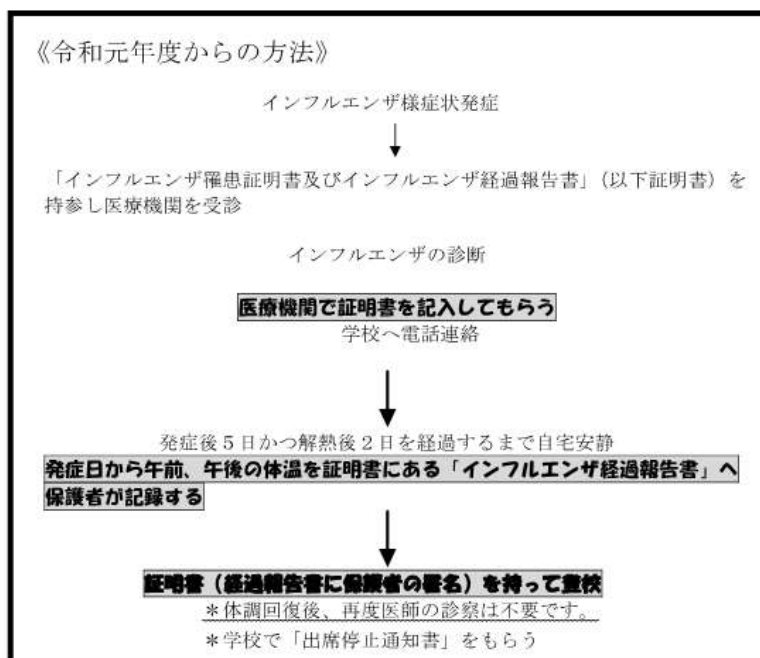 《令和元年度からの方法》
インフルエンザ様症状発症
「インフルエンザ罹患証明書及びインフルエンザ経過報告書」（以下証明書）を
持参し医療機関を受診
インフルエンザの診断
医療機関で証明書を記入してもらう
学校へ電話連絡
発症後５日かつ解熱後２日を経過するまで自宅安静
発症日から午前、午後の体温を証明書にある「インフルエンザ経過報告書」へ
保護者が記録する
証明書（経過報告書に保護者の署名）を持って登校
＊体調回復後、再度医師の診察は不要です。
＊学校で「出席停止通知書」をもらう